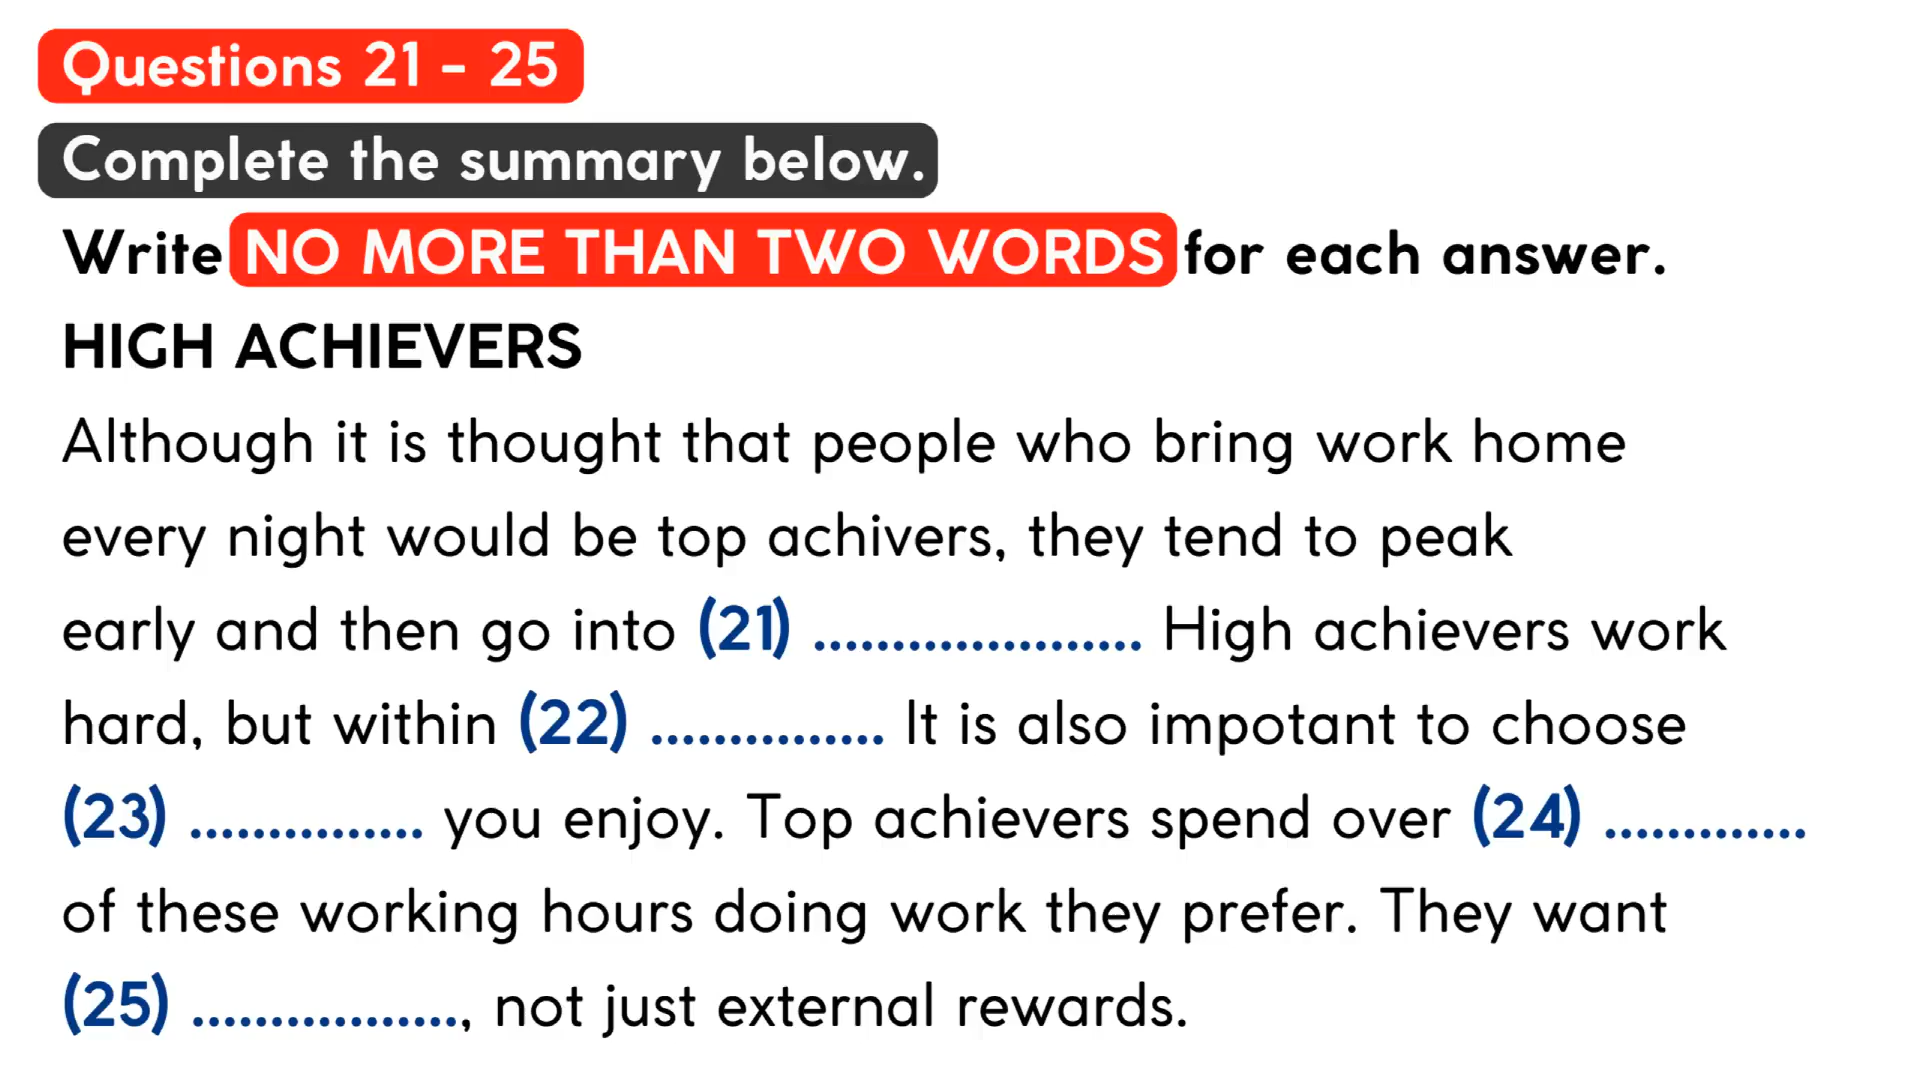 Questions 21 - 25
Complete the summary below.
Write NO MORE THAN TWO WORDS for each answer.
HIGH ACHIEVERS
Although it is thought that people who bring work home
every night would be top achivers, they tend to peak
early and then go into (21) ..................... High achievers work
hard, but within (22) ............... It is also impotant to choose
(23) ............... you enjoy. Top achievers spend over (24) .............
of these working hours doing work they prefer. They want
(25) ................., not just external rewards.